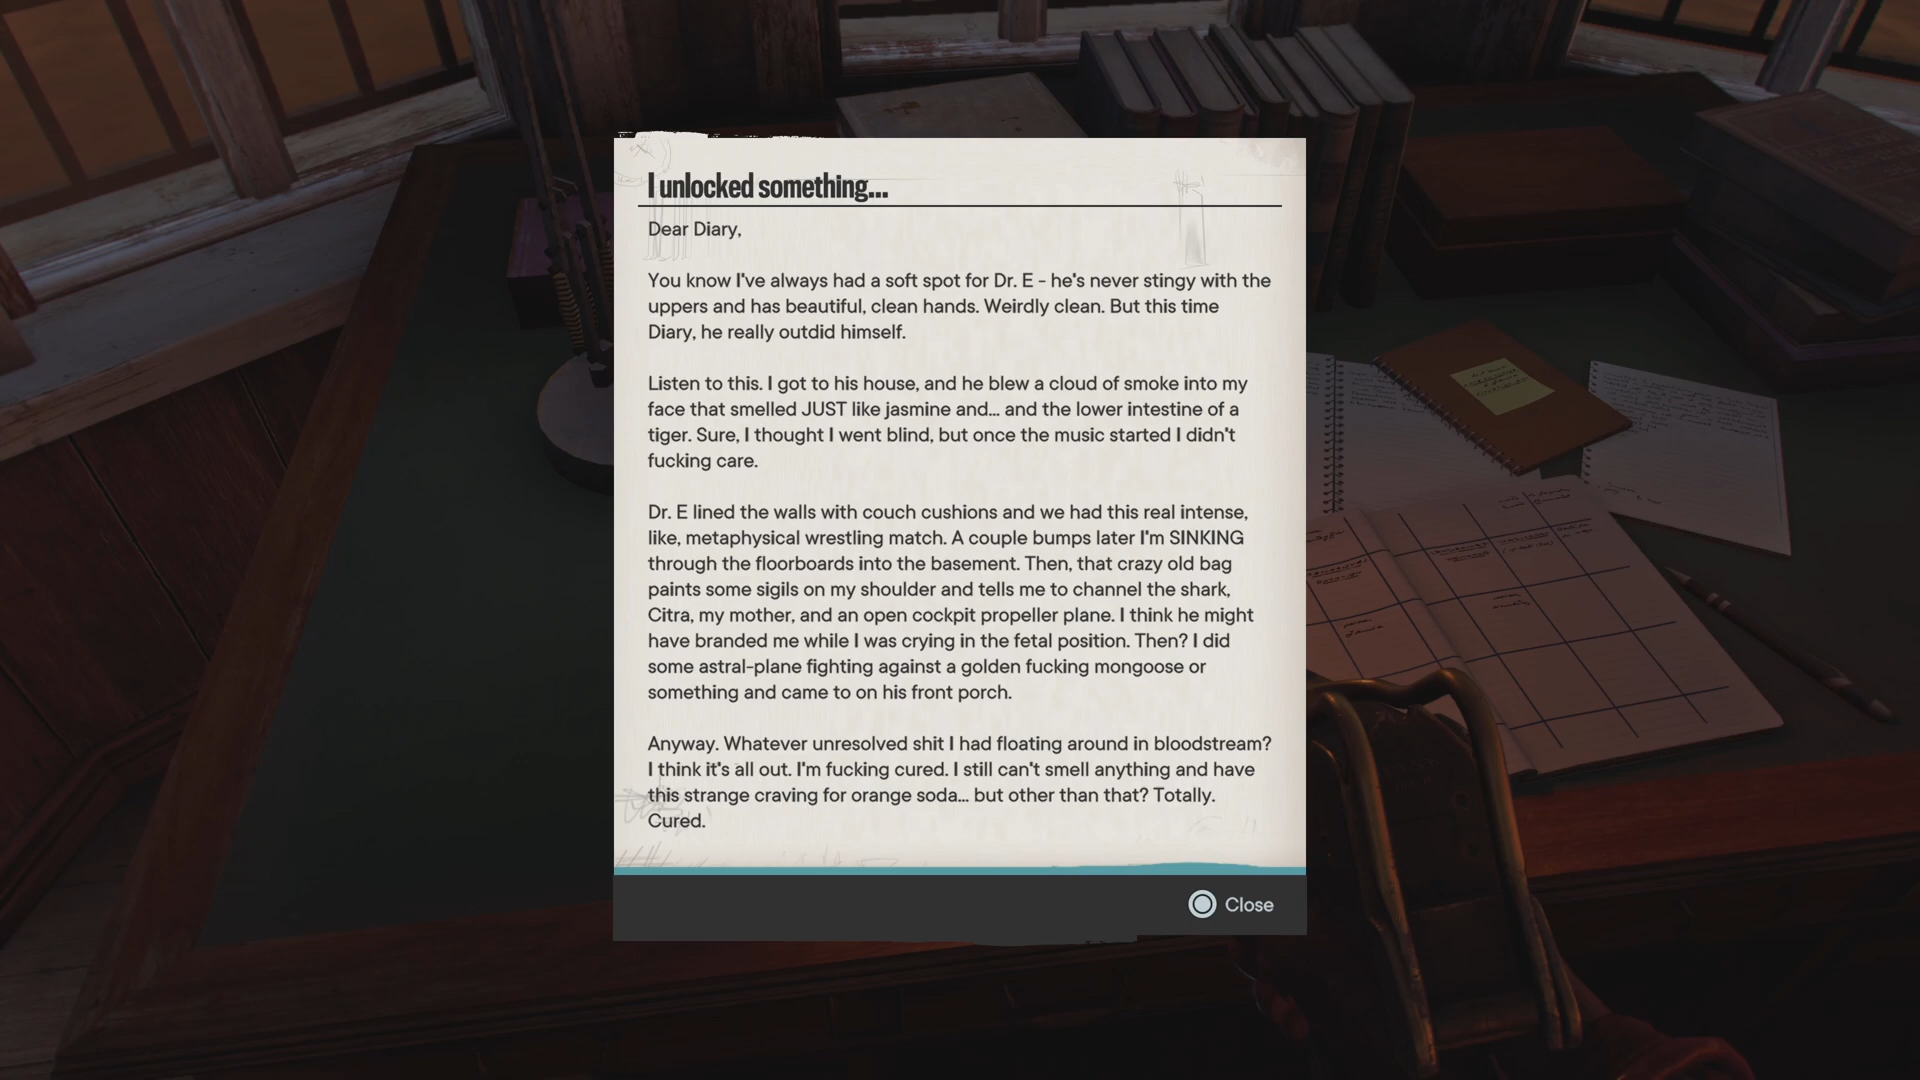 I unlocked something...
Dear Diary,
You know I've always had a soft spot for Dr. E - he's never stingy with the
uppers and has beautiful, clean hands. Weirdly clean. But this time
Diary, he really outdid himself.
Listen to this. I got to his house, and he blew a cloud of smoke into my
face that smelled JUST like jasmine and... and the lower intestine of a
tiger. Sure, I thought I went blind, but once the music started I didn't
fucking care.
Dr. E lined the walls with couch cushions and we had this real intense,
like, metaphysical wrestling match. A couple bumps later I'm SINKING
through the floorboards into the basement. Then, that crazy old bag
paints some sigils on my shoulder and tells me to channel the shark,
Citra, my mother, and an open cockpit propeller plane. I think he might
have branded me while I was crying in the fetal position. Then? I did
some astral-plane fighting against a golden fucking mongoose or
something and came to on his front porch.
Anyway. Whatever unresolved shit I had floating around in bloodstream?
I think it's all out. I'm fucking cured. I still can't smell anything and have
this strange craving for orange soda... but other than that? Totally.
Cured.
Close